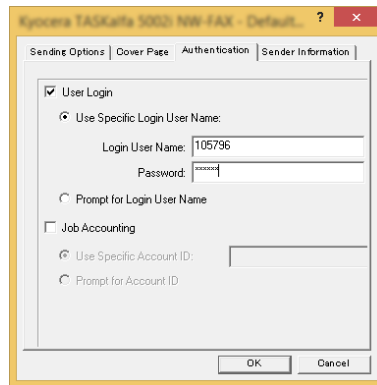 Kyocera TASKalfa 5002i NW-FAX - Default... ? ×
Sending Options Cover Page Authentication Sender Information
User Login
Use Specific Login User Name:
Login User Name: 105796
Password: ******
Prompt for Login User Name
Job Accounting
Use Specific Account ID:
Prompt for Account ID
OK Cancel